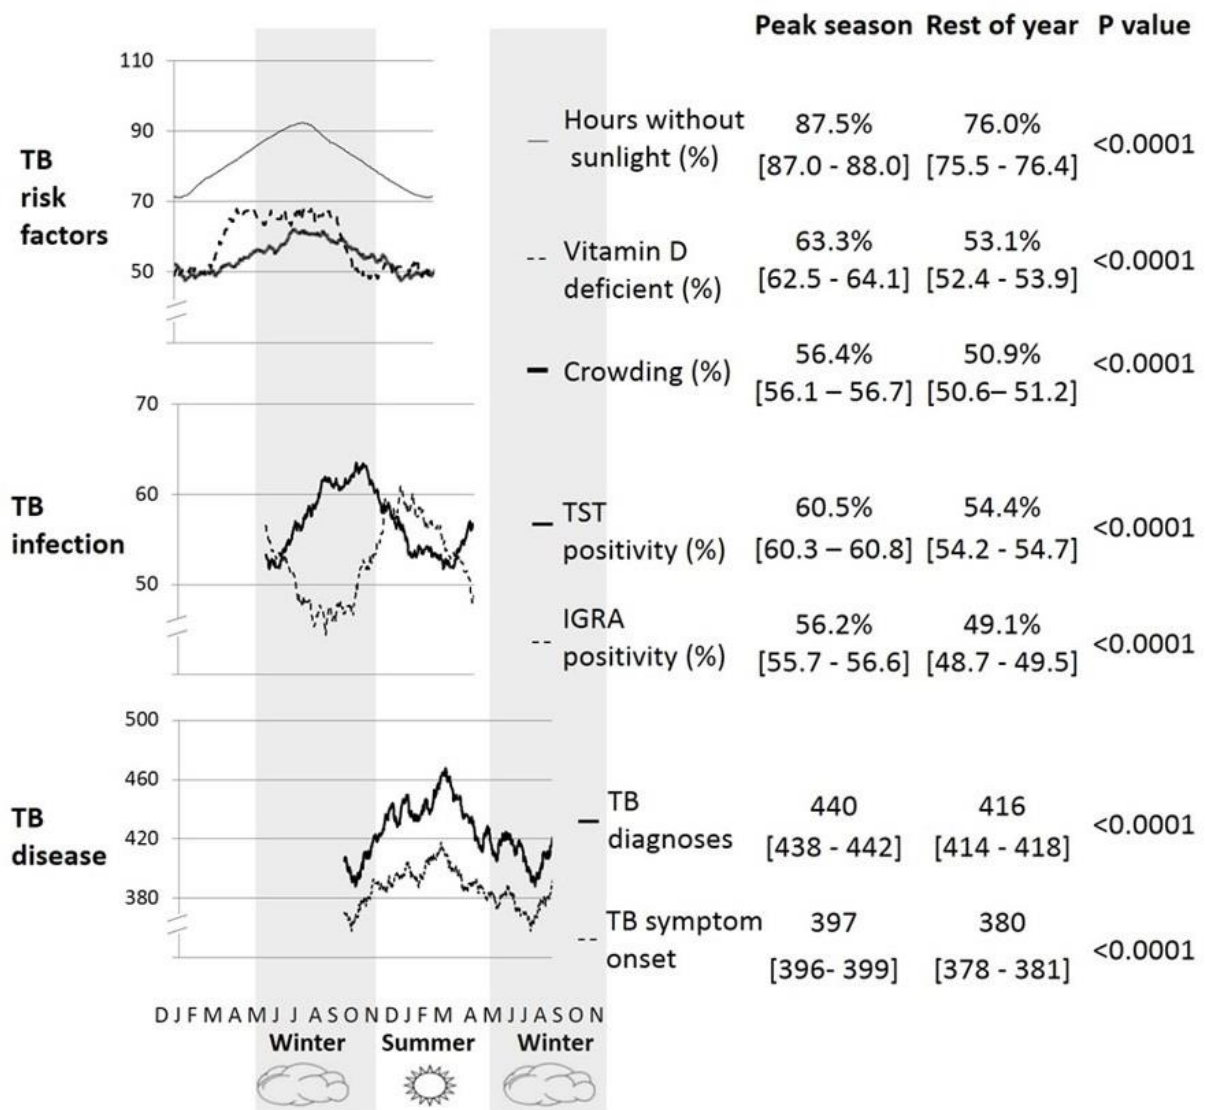 Peak season Rest of year P value
110
90
70
50
TB
risk
factors
Hours without
sunlight (%)
87.5%
[87.0 - 88.0]
76.0%
[75.5 - 76.4]
<0.0001
Vitamin D
deficient (%)
63.3%
[62.5 - 64.1]
53.1%
[52.4 - 53.9]
<0.0001
Crowding (%)
56.4%
[56.1 – 56.7]
50.9%
[50.6– 51.2]
<0.0001
70
60
50
TB
infection
TST
positivity (%)
60.5%
[60.3 – 60.8]
54.4%
[54.2 - 54.7]
<0.0001
IGRA
positivity (%)
56.2%
[55.7 - 56.6]
49.1%
[48.7 - 49.5]
<0.0001
500
460
420
380
TB
disease
TB
diagnoses
440
[438 - 442]
416
[414 - 418]
<0.0001
TB symptom
onset
397
[396- 399]
380
[378 - 381]
<0.0001
D J F M A M J J A S O N D J F M A M J J A S O N
Winter Summer Winter